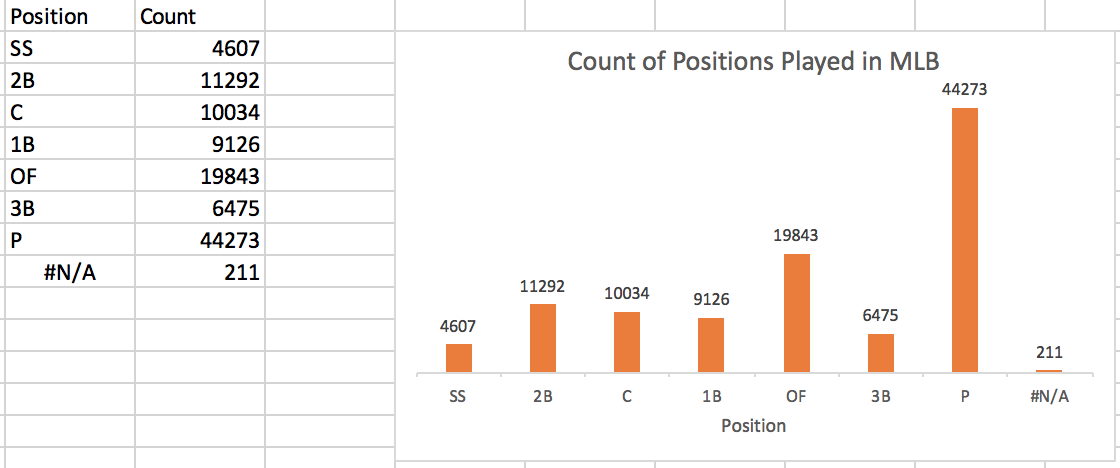 Position Count
SS 4607
2B 11292
C 10034
1B 9126
OF 19843
3B 6475
P 44273
#N/A 211
Count of Positions Played in MLB
44273
19843
11292
10034
9126
6475
4607
211
SS 2B C 1B OF 3B P #N/A
Position